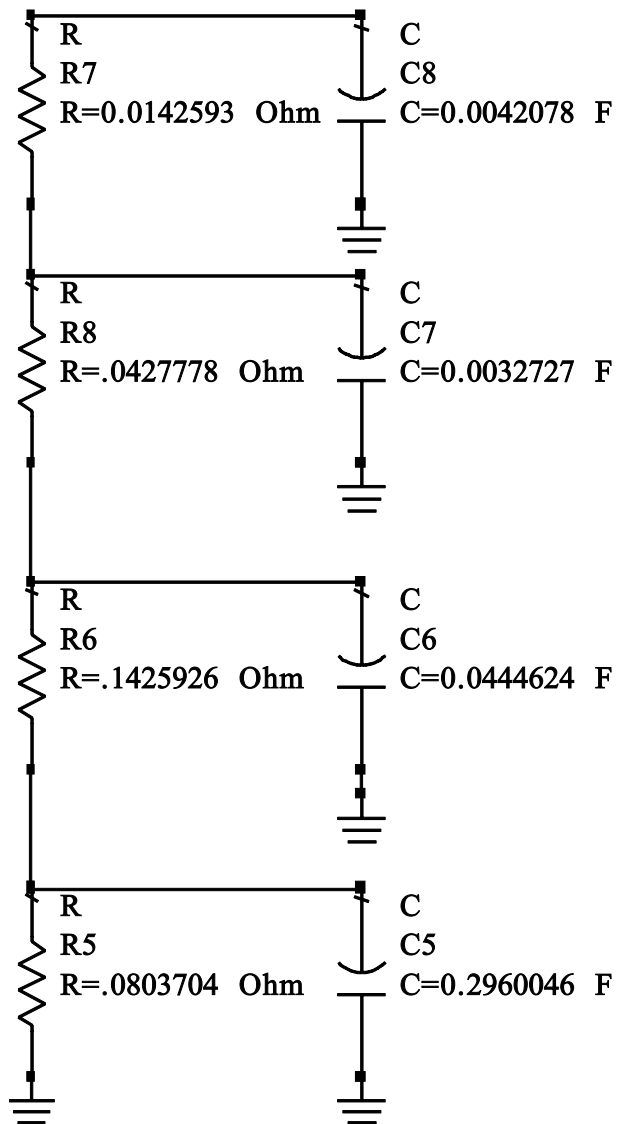 R
R7
R=0.0142593 Ohm
C
C8
C=0.0042078 F
R
R8
R=.0427778 Ohm
C
C7
C=0.0032727 F
R
R6
R=.1425926 Ohm
C
C6
C=0.0444624 F
R
R5
R=.0803704 Ohm
C
C5
C=0.2960046 F